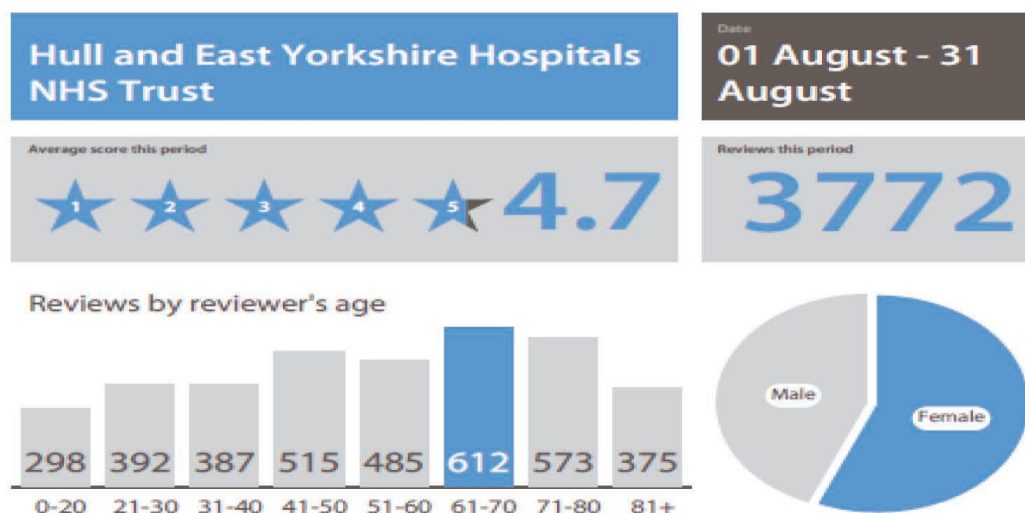 Hull and East Yorkshire Hospitals
NHS Trust
Date
01 August - 31
August
Average score this period
1 2 3 4 5 4.7
Reviews this period
3772
Reviews by reviewer's age
298 392 387 515 485 612 573 375
0-20 21-30 31-40 41-50 51-60 61-70 71-80 81+
Male
Female